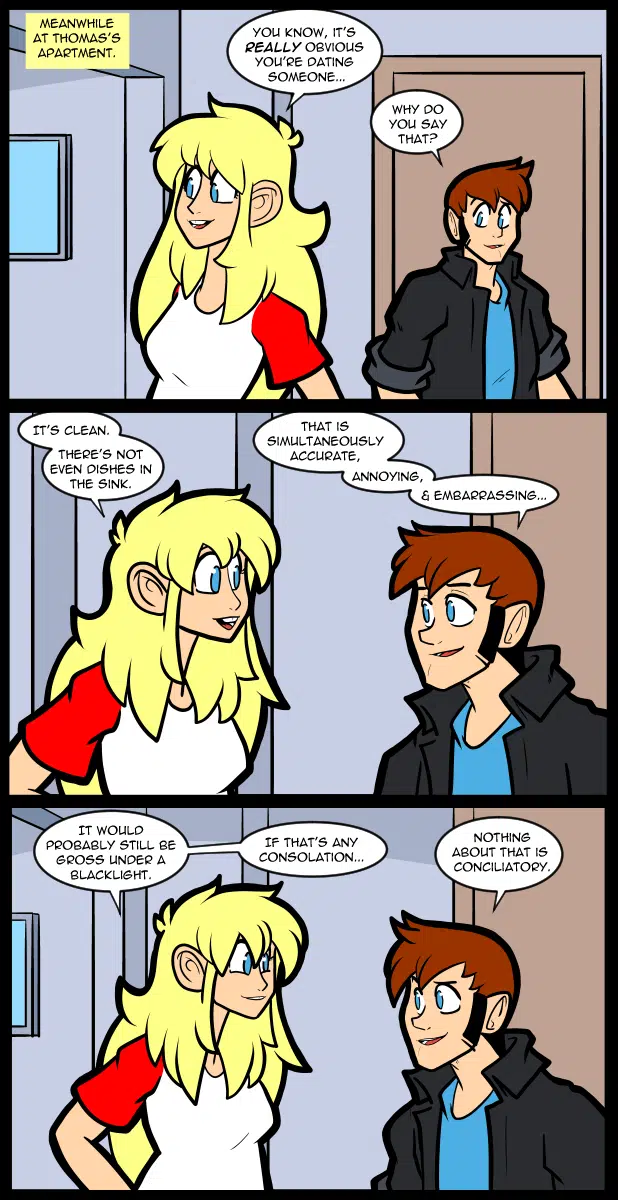 MEANWHILE
AT THOMAS'S
APARTMENT.
YOU KNOW, IT'S
REALLY OBVIOUS
YOU'RE DATING
SOMEONE...
WHY DO
YOU SAY
THAT?
IT'S CLEAN.
THERE'S NOT
EVEN DISHES IN
THE SINK.
THAT IS
SIMULTANEOUSLY
ACCURATE,
ANNOYING,
& EMBARRASSING...
IT WOULD
PROBABLY STILL BE
GROSS UNDER A
BLACKLIGHT.
IF THAT'S ANY
CONSOLATION...
NOTHING
ABOUT THAT IS
CONCILIATORY.